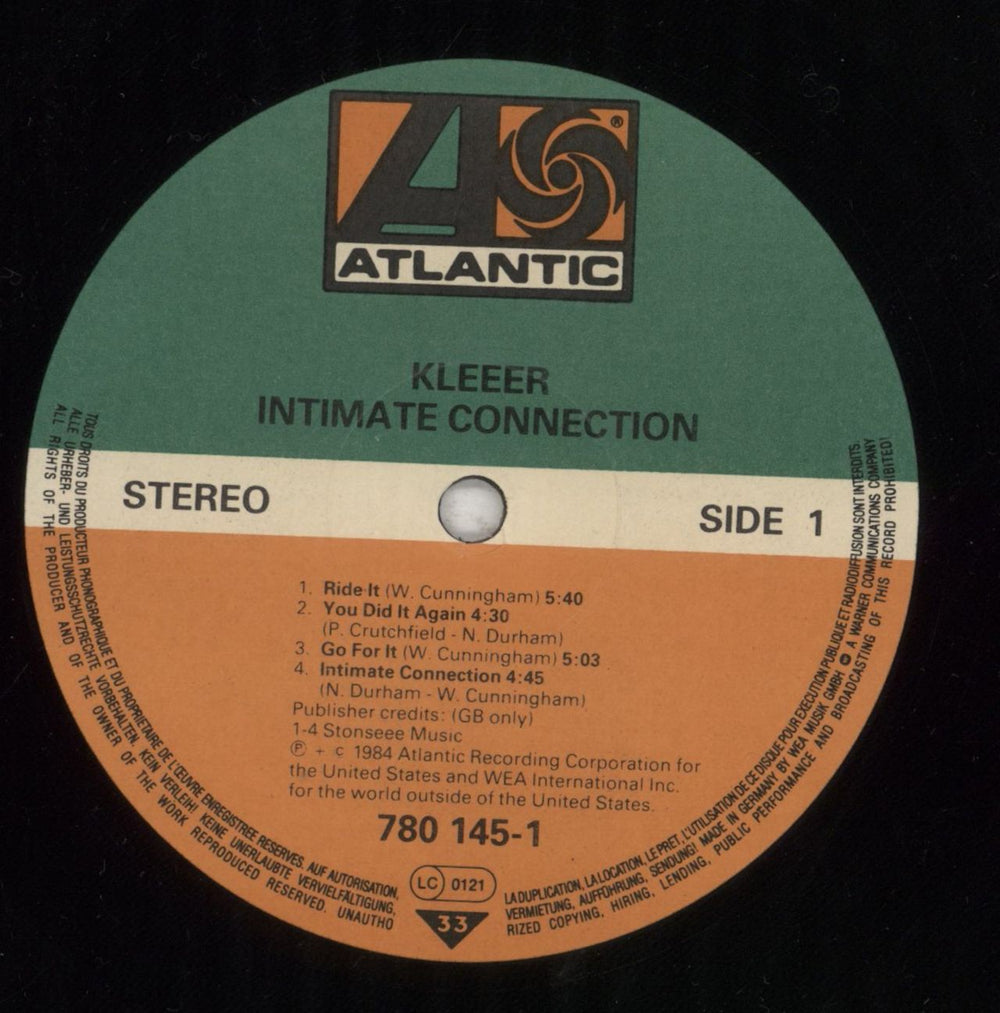 ®
ATLANTIC
KLEEER
INTIMATE CONNECTION
STEREO
SIDE 1
1. Ride-It (W. Cunningham) 5:40
2. You Did It Again 4:30
(P. Crutchfield - N. Durham)
3. Go For It (W. Cunningham) 5:03
4. Intimate Connection 4:45
(N. Durham - W. Cunningham)
Publisher credits: (GB only)
1-4 Stonseee Music
℗ + c 1984 Atlantic Recording Corporation for
the United States and WEA International Inc.
for the world outside of the United States.
780 145-1
LC 0121
33
TOUS DROITS DU PRODUCTEUR PHONOGRAPHIQUE ET DU PROPRIETAIRE DE L'ŒUVRE ENREGISTREE RESERVES. AUF AUTORISATION, LA DUPLICATION, LA LOCATION, LE PRET, L'UTILISATION DE CE DISQUE POUR EXECUTION PUBLIQUE ET RADIODIFFUSION SONT INTERDITS.
ALLE URHEBER- UND LEISTUNGSSCHUTZRECHTE VORBEHALTEN. KEIN VERLEIH! KEINE UNERLAUBTE VERVIELFÄLTIGUNG, VERMIETUNG, AUFFÜHRUNG, SENDUNG! MADE IN GERMANY BY WEA MUSIK GMBH A WARNER COMMUNICATIONS COMPANY
ALL RIGHTS OF THE PRODUCER AND OF THE OWNER OF THE WORK REPRODUCED RESERVED. UNAUTHORIZED COPYING, HIRING, LENDING, PUBLIC PERFORMANCE AND BROADCASTING OF THIS RECORD PROHIBITED!